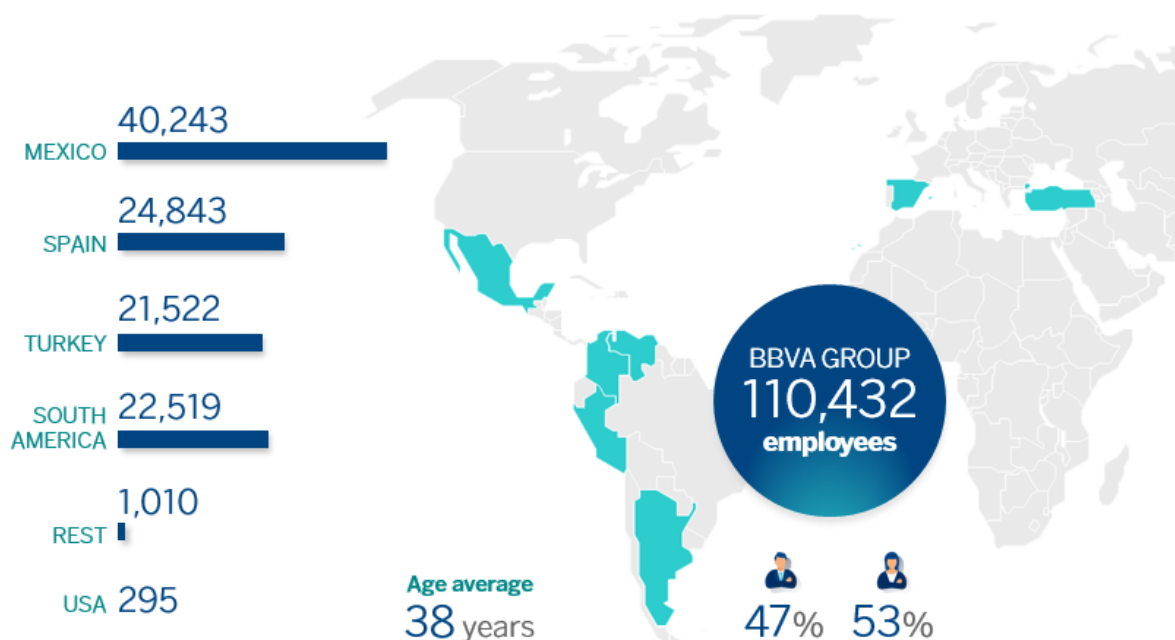 40,243
MEXICO
24,843
SPAIN
21,522
TURKEY
22,519
SOUTH
AMERICA
1,010
REST
USA 295
BBVA GROUP
110,432
employees
Age average
38 years
47% 53%